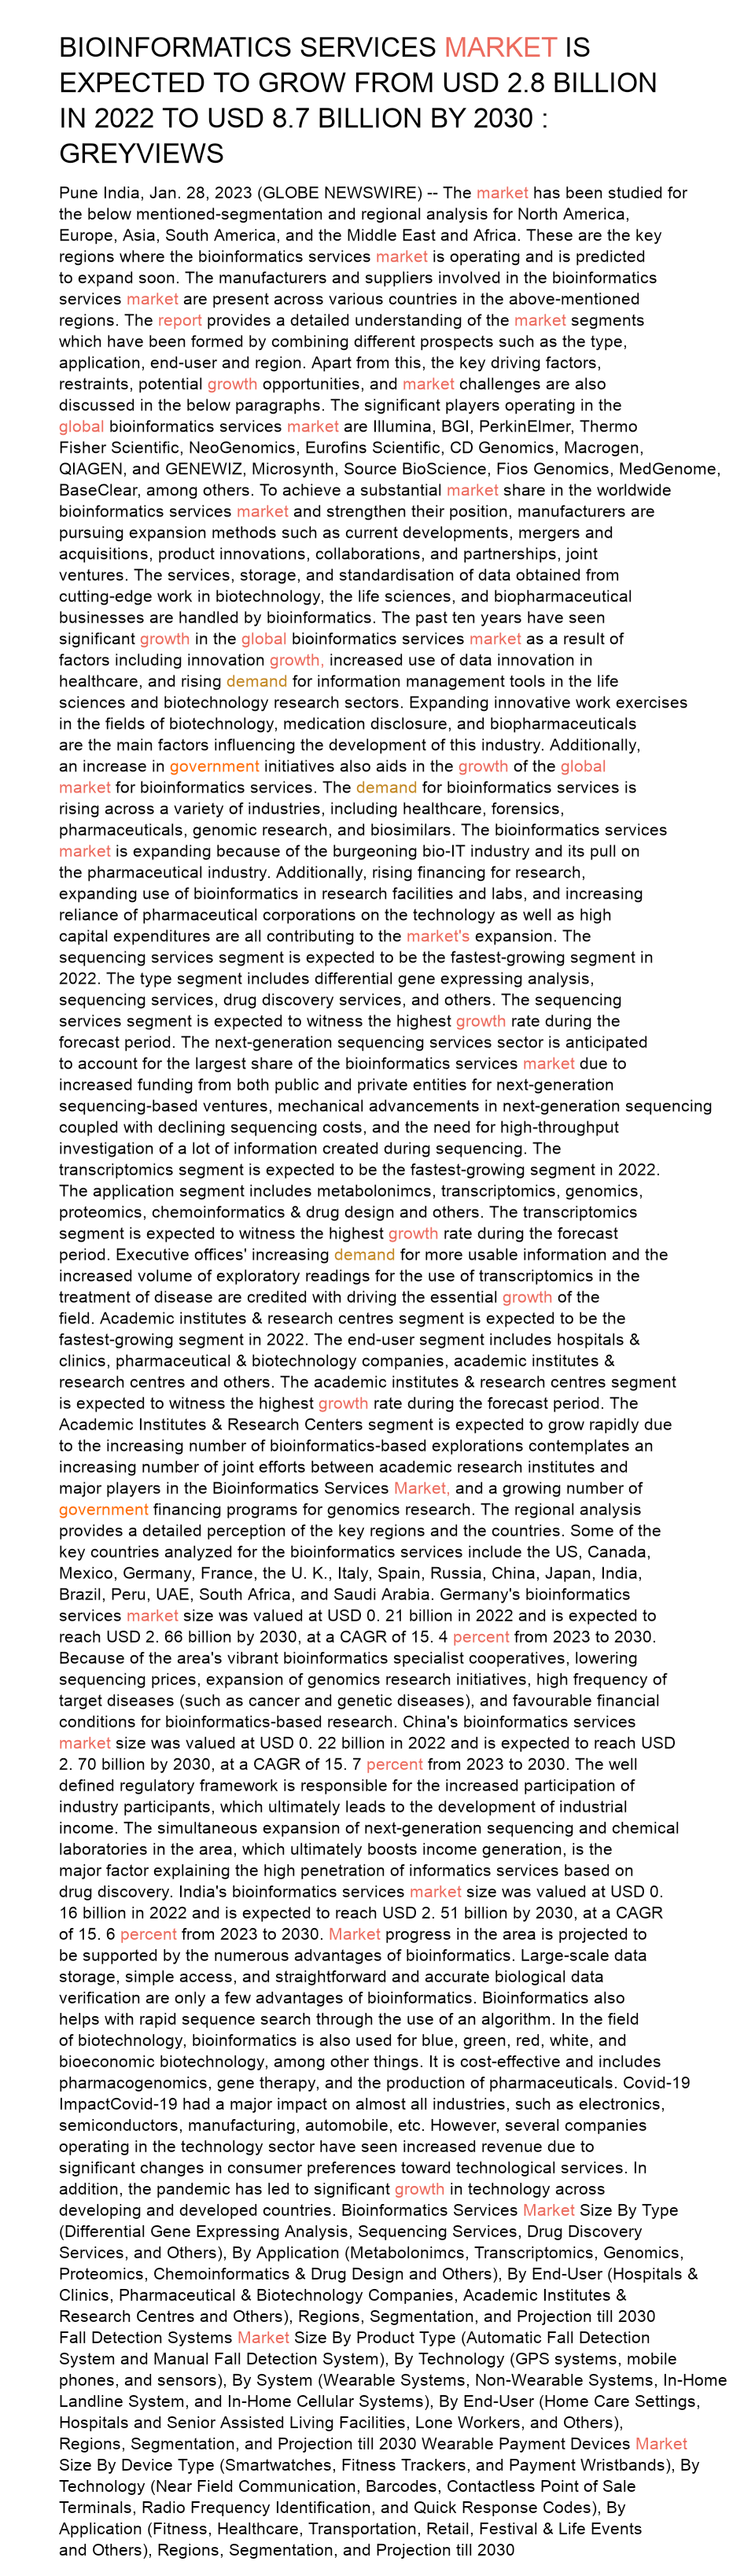 BIOINFORMATICS SERVICES MARKET IS
EXPECTED TO GROW FROM USD 2.8 BILLION
IN 2022 TO USD 8.7 BILLION BY 2030 :
GREYVIEWS
Pune India, Jan. 28, 2023 (GLOBE NEWSWIRE) -- The market has been studied for
the below mentioned-segmentation and regional analysis for North America,
Europe, Asia, South America, and the Middle East and Africa. These are the key
regions where the bioinformatics services market is operating and is predicted
to expand soon. The manufacturers and suppliers involved in the bioinformatics
services market are present across various countries in the above-mentioned
regions. The report provides a detailed understanding of the market segments
which have been formed by combining different prospects such as the type,
application, end-user and region. Apart from this, the key driving factors,
restraints, potential growth opportunities, and market challenges are also
discussed in the below paragraphs. The significant players operating in the
global bioinformatics services market are Illumina, BGI, PerkinElmer, Thermo
Fisher Scientific, NeoGenomics, Eurofins Scientific, CD Genomics, Macrogen,
QIAGEN, and GENEWIZ, Microsynth, Source BioScience, Fios Genomics, MedGenome,
BaseClear, among others. To achieve a substantial market share in the worldwide
bioinformatics services market and strengthen their position, manufacturers are
pursuing expansion methods such as current developments, mergers and
acquisitions, product innovations, collaborations, and partnerships, joint
ventures. The services, storage, and standardisation of data obtained from
cutting-edge work in biotechnology, the life sciences, and biopharmaceutical
businesses are handled by bioinformatics. The past ten years have seen
significant growth in the global bioinformatics services market as a result of
factors including innovation growth, increased use of data innovation in
healthcare, and rising demand for information management tools in the life
sciences and biotechnology research sectors. Expanding innovative work exercises
in the fields of biotechnology, medication disclosure, and biopharmaceuticals
are the main factors influencing the development of this industry. Additionally,
an increase in government initiatives also aids in the growth of the global
market for bioinformatics services. The demand for bioinformatics services is
rising across a variety of industries, including healthcare, forensics,
pharmaceuticals, genomic research, and biosimilars. The bioinformatics services
market is expanding because of the burgeoning bio-IT industry and its pull on
the pharmaceutical industry. Additionally, rising financing for research,
expanding use of bioinformatics in research facilities and labs, and increasing
reliance of pharmaceutical corporations on the technology as well as high
capital expenditures are all contributing to the market's expansion. The
sequencing services segment is expected to be the fastest-growing segment in
2022. The type segment includes differential gene expressing analysis,
sequencing services, drug discovery services, and others. The sequencing
services segment is expected to witness the highest growth rate during the
forecast period. The next-generation sequencing services sector is anticipated
to account for the largest share of the bioinformatics services market due to
increased funding from both public and private entities for next-generation
sequencing-based ventures, mechanical advancements in next-generation sequencing
coupled with declining sequencing costs, and the need for high-throughput
investigation of a lot of information created during sequencing. The
transcriptomics segment is expected to be the fastest-growing segment in 2022.
The application segment includes metabolonimcs, transcriptomics, genomics,
proteomics, chemoinformatics & drug design and others. The transcriptomics
segment is expected to witness the highest growth rate during the forecast
period. Executive offices' increasing demand for more usable information and the
increased volume of exploratory readings for the use of transcriptomics in the
treatment of disease are credited with driving the essential growth of the
field. Academic institutes & research centres segment is expected to be the
fastest-growing segment in 2022. The end-user segment includes hospitals &
clinics, pharmaceutical & biotechnology companies, academic institutes &
research centres and others. The academic institutes & research centres segment
is expected to witness the highest growth rate during the forecast period. The
Academic Institutes & Research Centers segment is expected to grow rapidly due
to the increasing number of bioinformatics-based explorations contemplates an
increasing number of joint efforts between academic research institutes and
major players in the Bioinformatics Services Market, and a growing number of
government financing programs for genomics research. The regional analysis
provides a detailed perception of the key regions and the countries. Some of the
key countries analyzed for the bioinformatics services include the US, Canada,
Mexico, Germany, France, the U. K., Italy, Spain, Russia, China, Japan, India,
Brazil, Peru, UAE, South Africa, and Saudi Arabia. Germany's bioinformatics
services market size was valued at USD 0. 21 billion in 2022 and is expected to
reach USD 2. 66 billion by 2030, at a CAGR of 15. 4 percent from 2023 to 2030.
Because of the area's vibrant bioinformatics specialist cooperatives, lowering
sequencing prices, expansion of genomics research initiatives, high frequency of
target diseases (such as cancer and genetic diseases), and favourable financial
conditions for bioinformatics-based research. China's bioinformatics services
market size was valued at USD 0. 22 billion in 2022 and is expected to reach USD
2. 70 billion by 2030, at a CAGR of 15. 7 percent from 2023 to 2030. The well
defined regulatory framework is responsible for the increased participation of
industry participants, which ultimately leads to the development of industrial
income. The simultaneous expansion of next-generation sequencing and chemical
laboratories in the area, which ultimately boosts income generation, is the
major factor explaining the high penetration of informatics services based on
drug discovery. India's bioinformatics services market size was valued at USD 0.
16 billion in 2022 and is expected to reach USD 2. 51 billion by 2030, at a CAGR
of 15. 6 percent from 2023 to 2030. Market progress in the area is projected to
be supported by the numerous advantages of bioinformatics. Large-scale data
storage, simple access, and straightforward and accurate biological data
verification are only a few advantages of bioinformatics. Bioinformatics also
helps with rapid sequence search through the use of an algorithm. In the field
of biotechnology, bioinformatics is also used for blue, green, red, white, and
bioeconomic biotechnology, among other things. It is cost-effective and includes
pharmacogenomics, gene therapy, and the production of pharmaceuticals. Covid-19
ImpactCovid-19 had a major impact on almost all industries, such as electronics,
semiconductors, manufacturing, automobile, etc. However, several companies
operating in the technology sector have seen increased revenue due to
significant changes in consumer preferences toward technological services. In
addition, the pandemic has led to significant growth in technology across
developing and developed countries. Bioinformatics Services Market Size By Type
(Differential Gene Expressing Analysis, Sequencing Services, Drug Discovery
Services, and Others), By Application (Metabolonimcs, Transcriptomics, Genomics,
Proteomics, Chemoinformatics & Drug Design and Others), By End-User (Hospitals &
Clinics, Pharmaceutical & Biotechnology Companies, Academic Institutes &
Research Centres and Others), Regions, Segmentation, and Projection till 2030
Fall Detection Systems Market Size By Product Type (Automatic Fall Detection
System and Manual Fall Detection System), By Technology (GPS systems, mobile
phones, and sensors), By System (Wearable Systems, Non-Wearable Systems, In-Home
Landline System, and In-Home Cellular Systems), By End-User (Home Care Settings,
Hospitals and Senior Assisted Living Facilities, Lone Workers, and Others),
Regions, Segmentation, and Projection till 2030 Wearable Payment Devices Market
Size By Device Type (Smartwatches, Fitness Trackers, and Payment Wristbands), By
Technology (Near Field Communication, Barcodes, Contactless Point of Sale
Terminals, Radio Frequency Identification, and Quick Response Codes), By
Application (Fitness, Healthcare, Transportation, Retail, Festival & Life Events
and Others), Regions, Segmentation, and Projection till 2030